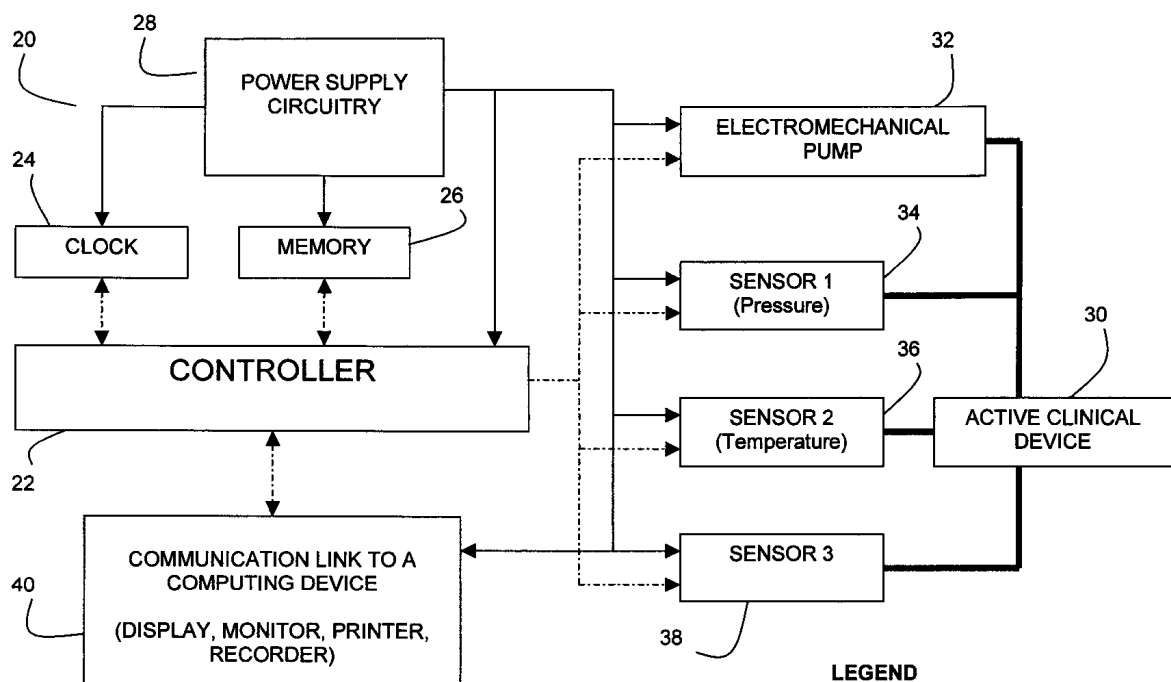 20
28
POWER SUPPLY
CIRCUITRY
32
ELECTROMECHANICAL
PUMP
24
CLOCK
26
MEMORY
34
SENSOR 1
(Pressure)
CONTROLLER
22
36
SENSOR 2
(Temperature)
30
ACTIVE CLINICAL
DEVICE
COMMUNICATION LINK TO A
COMPUTING DEVICE
(DISPLAY, MONITOR, PRINTER,
RECORDER)
40
SENSOR 3
38
LEGEND